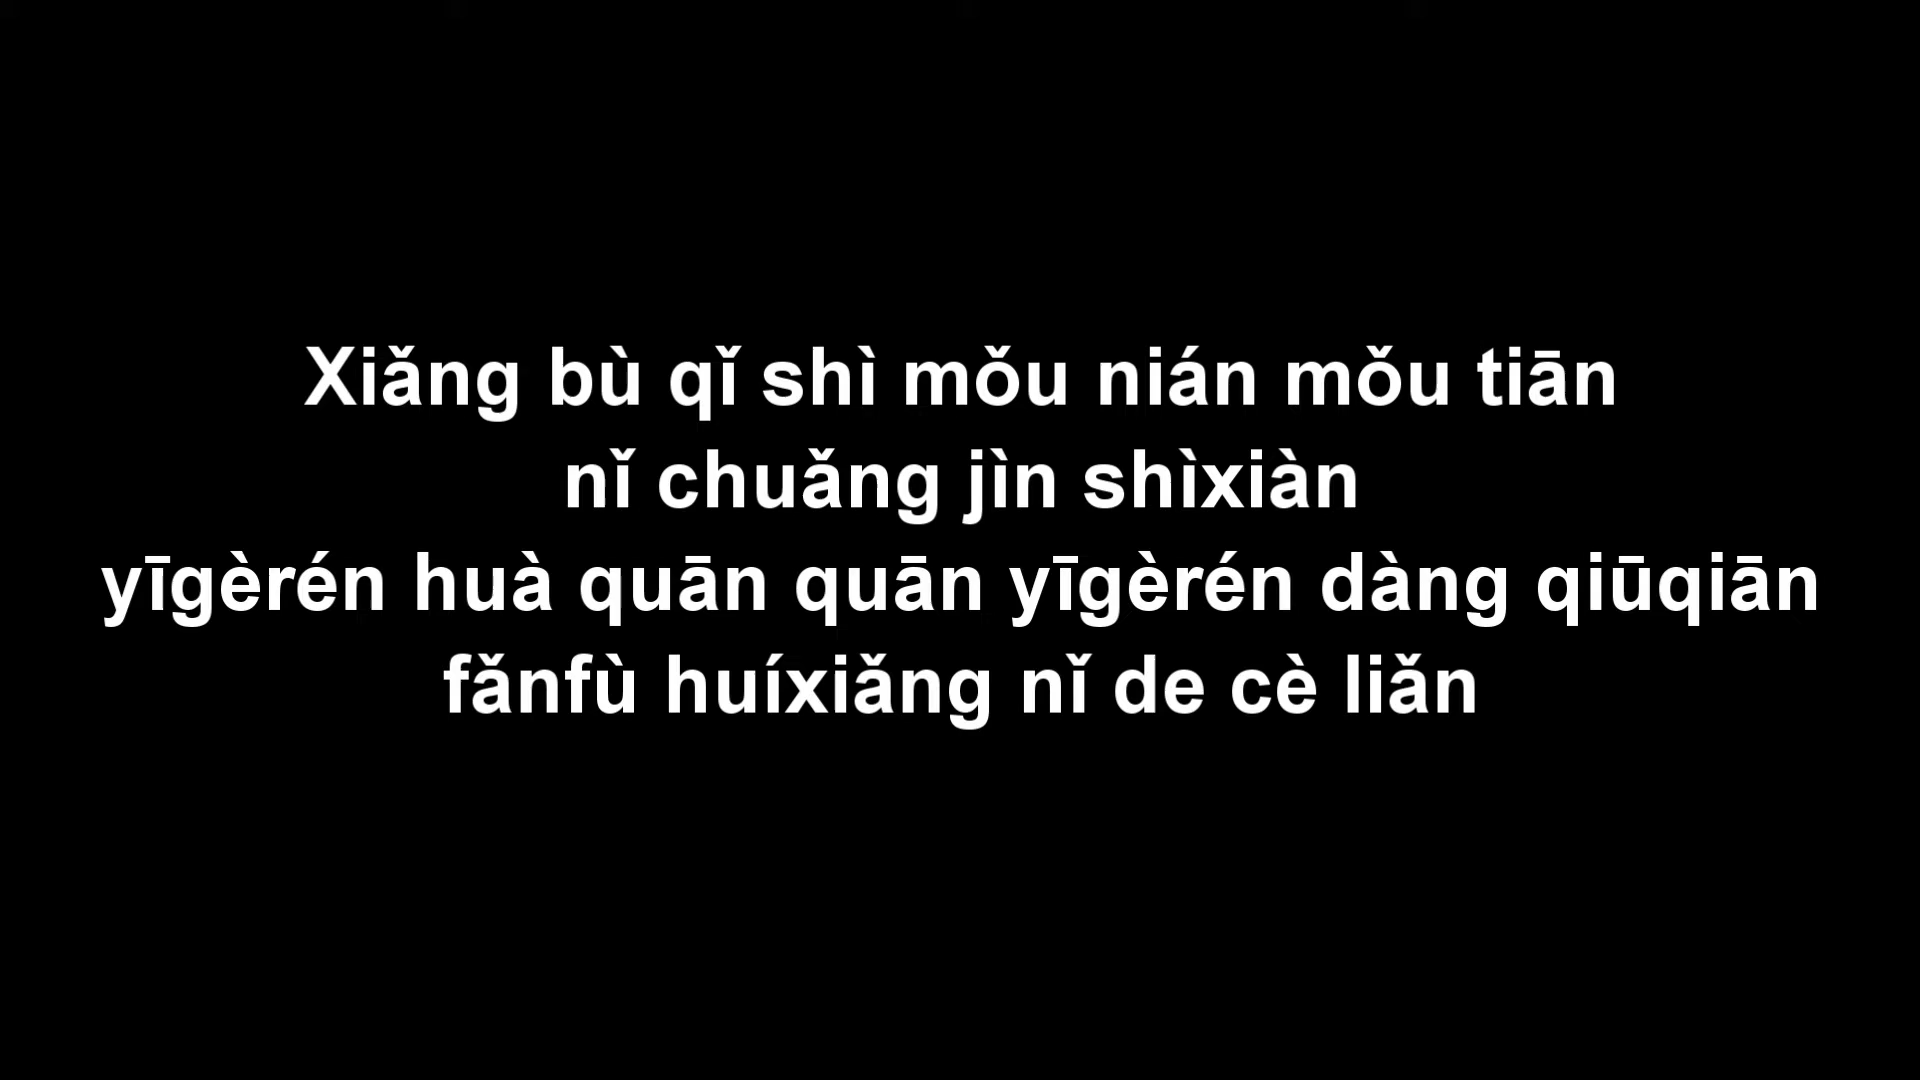 Xiǎng bù qǐ shì mǒu nián mǒu tiān
nǐ chuǎng jìn shìxiàn
yīgèrén huà quān quān yīgèrén dàng qiūqiān
fǎnfù huíxiǎng nǐ de cè liǎn